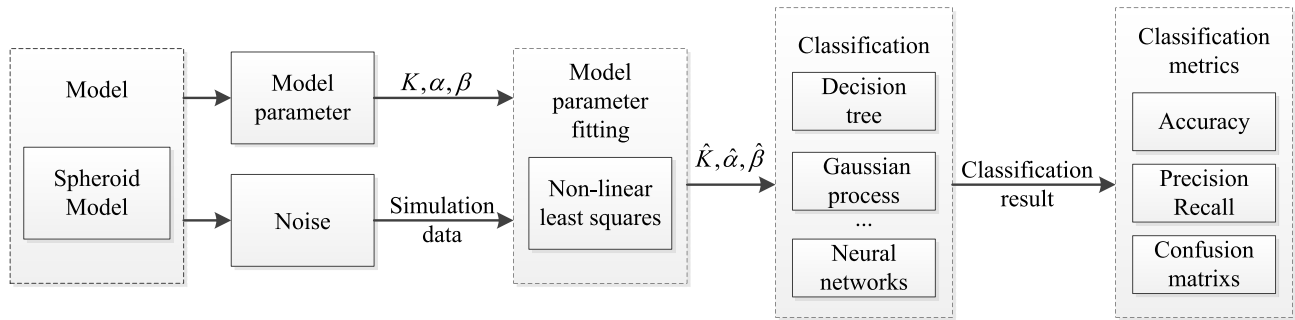 Model
Spheroid
Model
Model
parameter
Noise
K, α, β
Simulation
data
Model
parameter
fitting
Non-linear
least squares
K̂, α̂, β̂
Classification
Decision
tree
Gaussian
process
...
Neural
networks
Classification
result
Classification
metrics
Accuracy
Precision
Recall
Confusion
matrixs